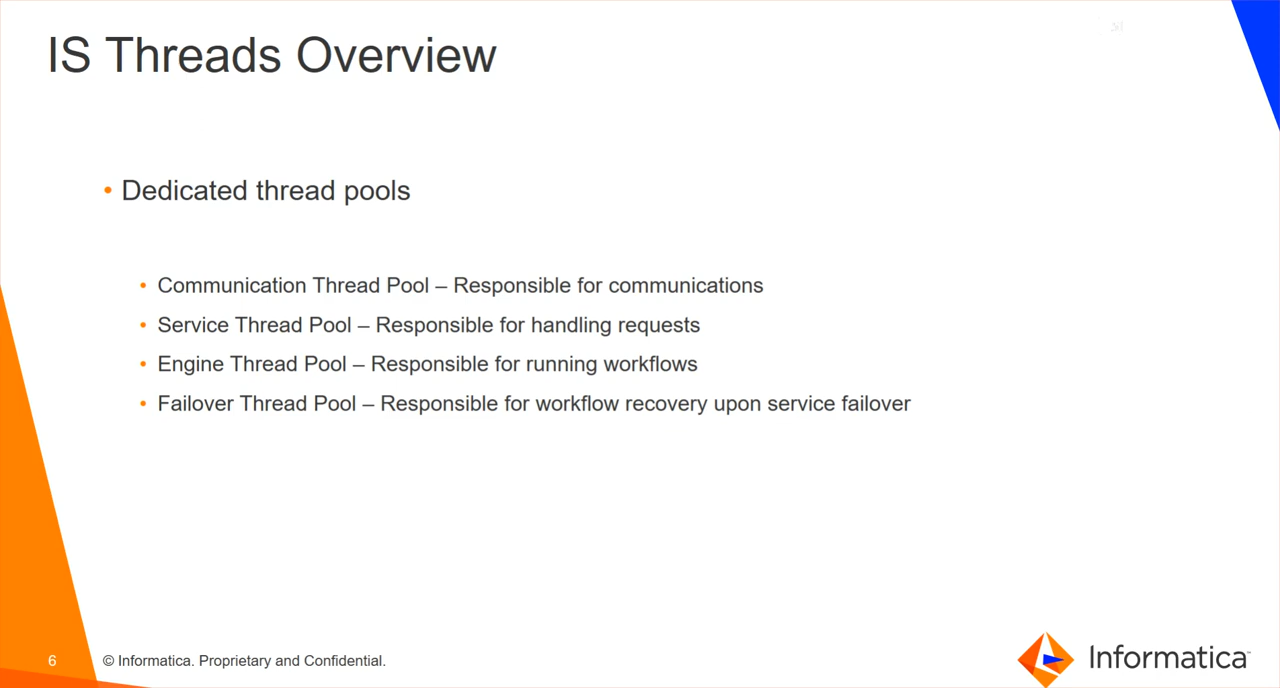 IS Threads Overview
• Dedicated thread pools
• Communication Thread Pool – Responsible for communications
• Service Thread Pool – Responsible for handling requests
• Engine Thread Pool – Responsible for running workflows
• Failover Thread Pool – Responsible for workflow recovery upon service failover
6
© Informatica. Proprietary and Confidential.
Informatica